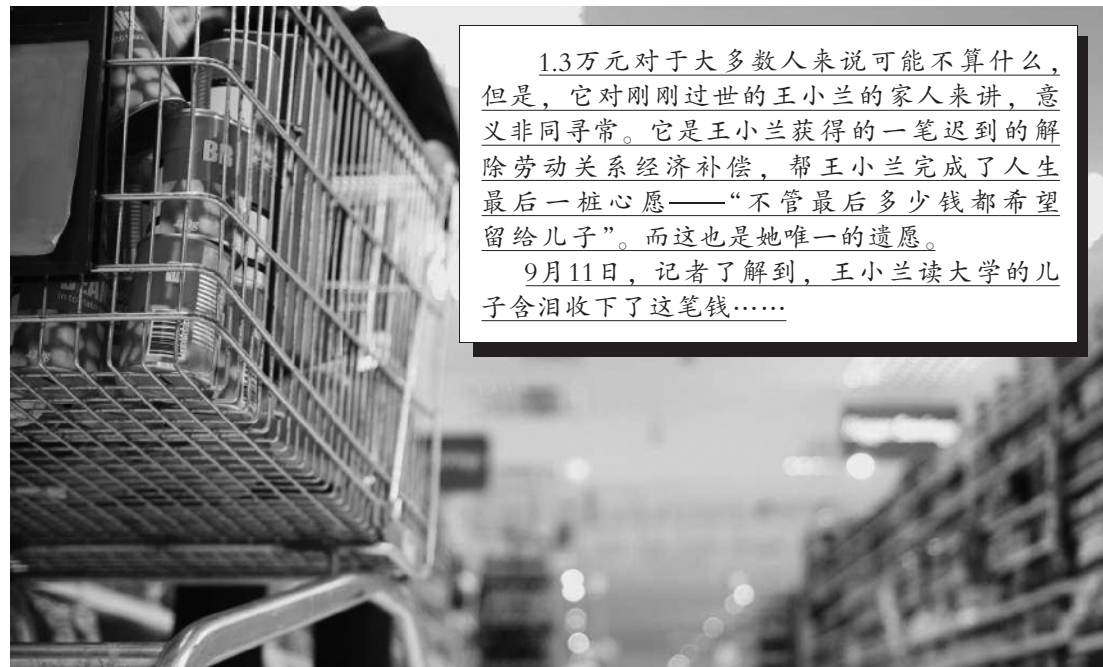 1.3万元对于大多数人来说可能不算什么，
但是，它对刚刚过世的王小兰的家人来讲，意
义非同寻常。它是王小兰获得的一笔迟到的解
除劳动关系经济补偿，帮王小兰完成了人生
最后一桩心愿——“不管最后多少钱都希望
留给儿子”。而这也是她唯一的遗愿。
9月11日，记者了解到，王小兰读大学的儿
子含泪收下了这笔钱……